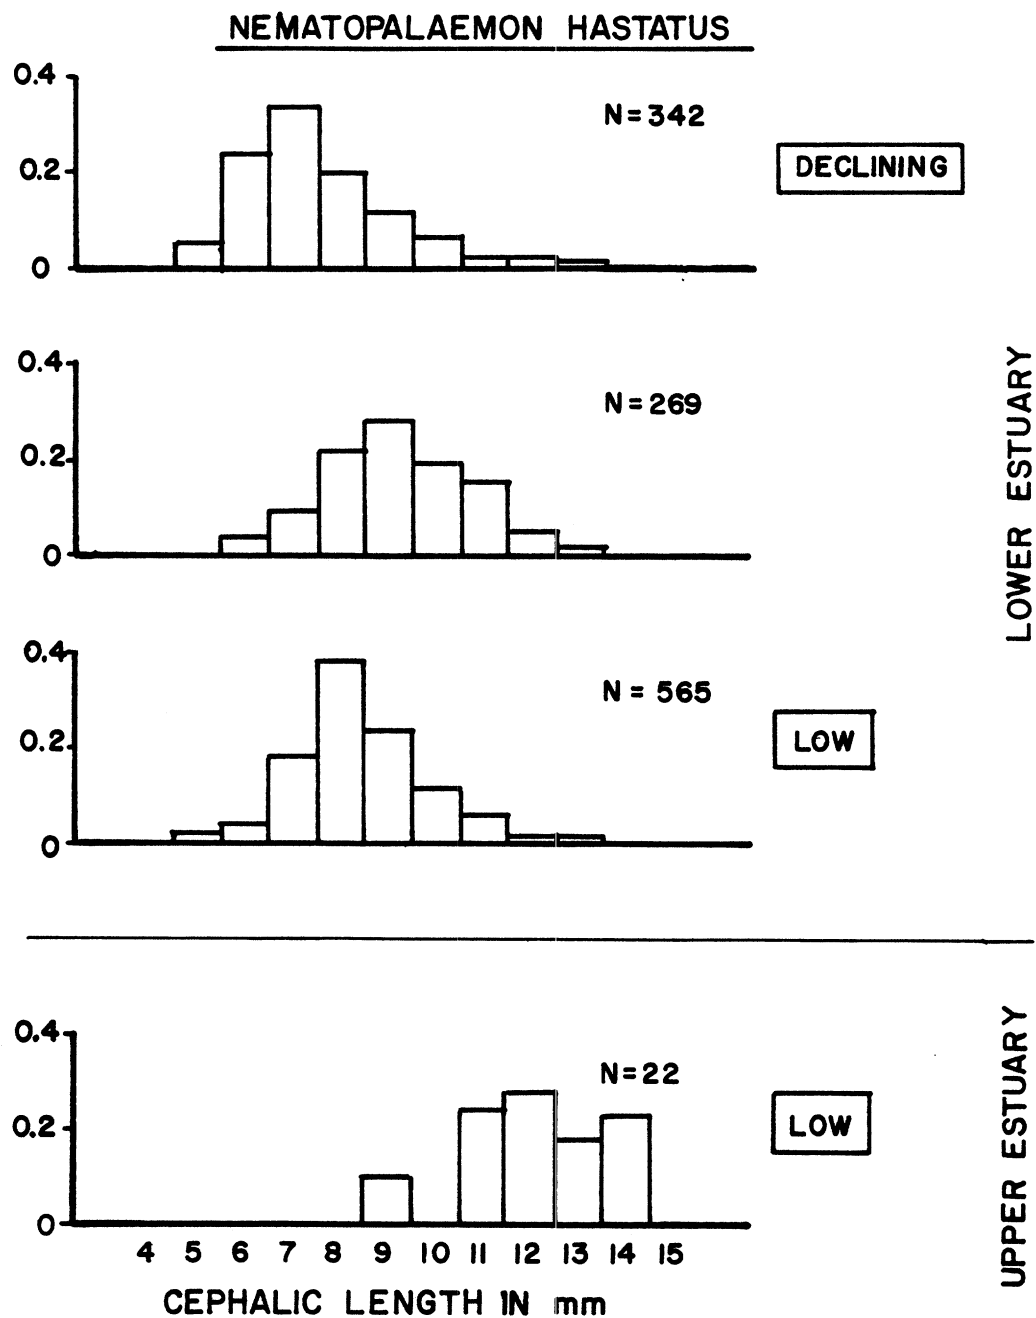 NEMATOPALAEMON HASTATUS
0.4
N=342
DECLINING
0.2
0
0.4
N=269
0.2
0
0.4
N = 565
LOW
0.2
0
LOWER ESTUARY
0.4
N=22
LOW
0.2
0
UPPER ESTUARY
4 5 6 7 8 9 10 11 12 13 14 15
CEPHALIC LENGTH IN mm